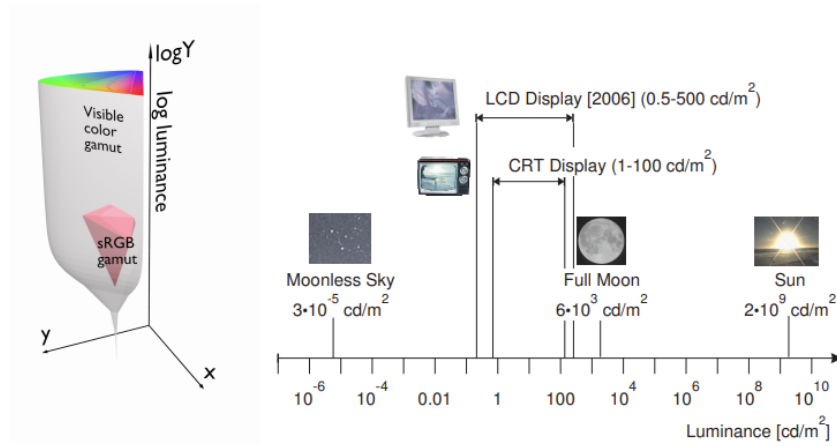 logY
log luminance
Visible
color
gamut
sRGB
gamut
y
x
LCD Display [2006] (0.5-500 cd/m²)
CRT Display (1-100 cd/m²)
Moonless Sky
3•10⁻⁵ cd/m²
Full Moon
6•10³ cd/m²
Sun
2•10⁹ cd/m²
10⁻⁶ 10⁻⁴ 0.01 1 100 10⁴ 10⁶ 10⁸ 10¹⁰
Luminance [cd/m²]